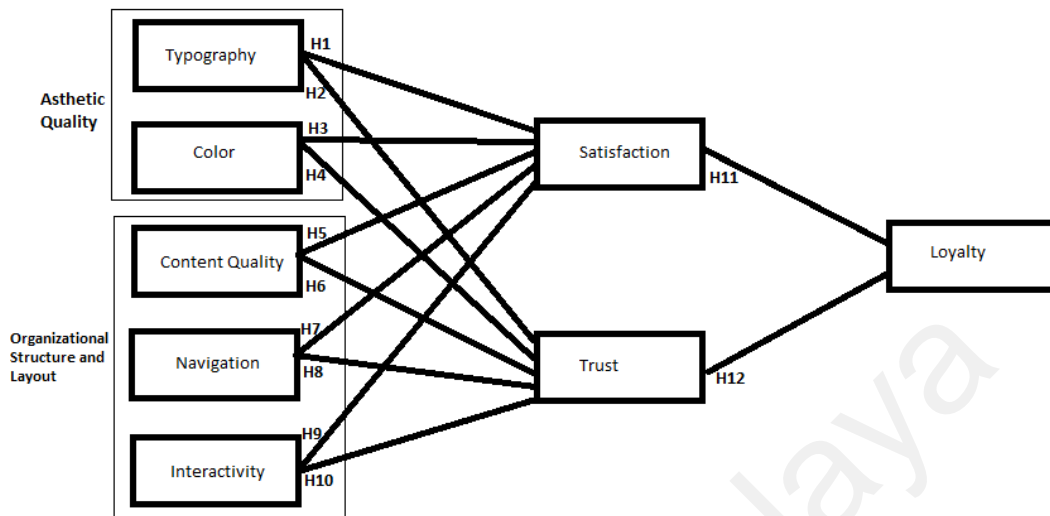 Typography
H1
H2
Asthetic
Quality
Color
H3
H4
Satisfaction
H11
Content Quality
H5
H6
Loyalty
Organizational
Structure and
Layout
Navigation
H7
H8
Trust
H12
Interactivity
H9
H10
laya